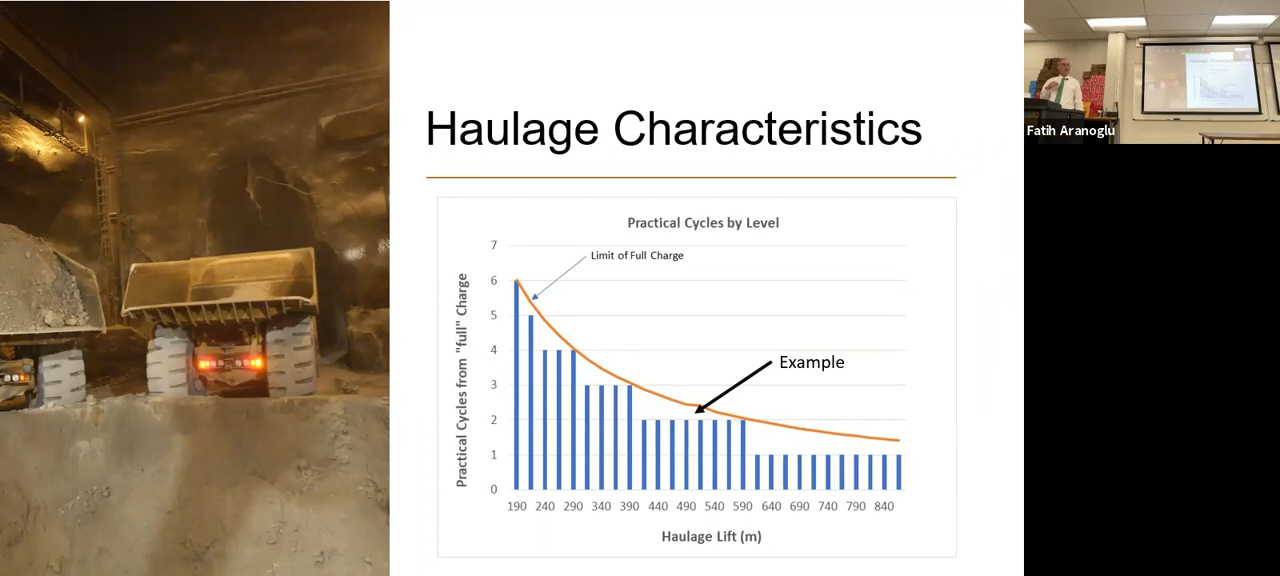 Haulage Characteristics
Practical Cycles by Level
Practical Cycles from "full" Charge
7
6
5
4
3
2
1
0
Limit of Full Charge
Example
190 240 290 340 390 440 490 540 590 640 690 740 790 840
Haulage Lift (m)
Fatih Aranoglu
Haulage Characteristics